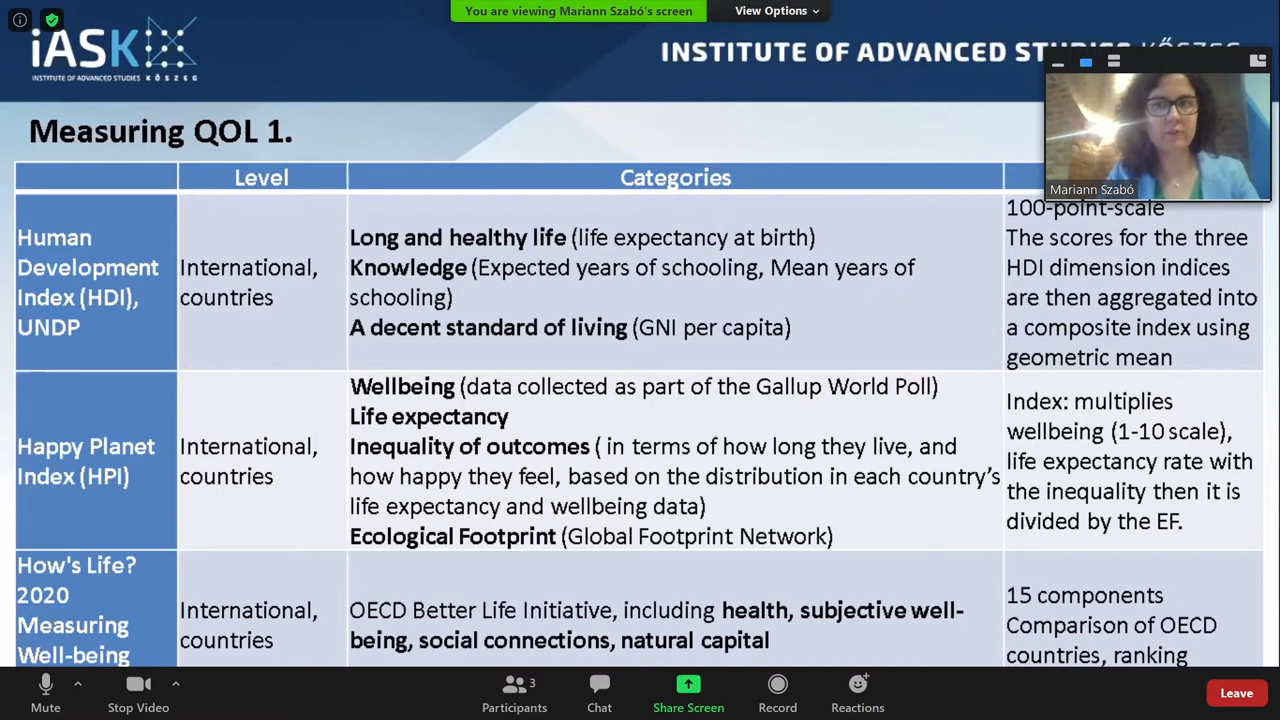 You are viewing Mariann Szabó's screen
View Options
iASK
INSTITUTE OF ADVANCED STUDIES KŐSZEG
INSTITUTE OF ADVANCED STUDIES KŐSZEG
Mariann Szabó
Measuring QOL 1.
Level
Categories
Human
Development
Index (HDI),
UNDP
International,
countries
Long and healthy life (life expectancy at birth)
Knowledge (Expected years of schooling, Mean years of
schooling)
A decent standard of living (GNI per capita)
100-point-scale
The scores for the three
HDI dimension indices
are then aggregated into
a composite index using
geometric mean
Happy Planet
Index (HPI)
International,
countries
Wellbeing (data collected as part of the Gallup World Poll)
Life expectancy
Inequality of outcomes ( in terms of how long they live, and
how happy they feel, based on the distribution in each country’s
life expectancy and wellbeing data)
Ecological Footprint (Global Footprint Network)
Index: multiplies
wellbeing (1-10 scale),
life expectancy rate with
the inequality then it is
divided by the EF.
How's Life?
2020
Measuring
Well-being
International,
countries
OECD Better Life Initiative, including health, subjective well-
being, social connections, natural capital
15 components
Comparison of OECD
countries, ranking
Mute
Stop Video
3
Participants
Chat
Share Screen
Record
Reactions
Leave